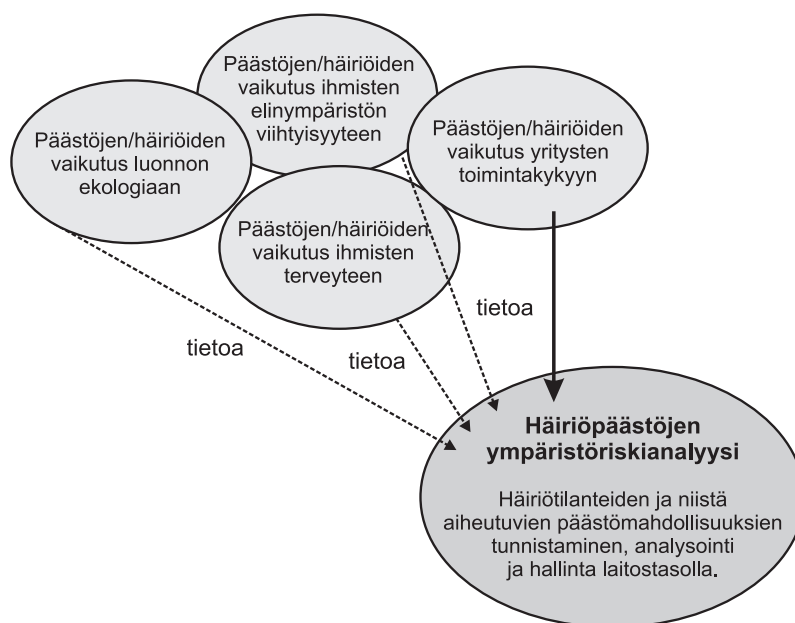 Päästöjen/häiriöiden
vaikutus ihmisten
elinympäristön
viihtyisyyteen
Päästöjen/häiriöiden
vaikutus luonnon
ekologiaan
Päästöjen/häiriöiden
vaikutus yritysten
toimintakykyyn
Päästöjen/häiriöiden
vaikutus ihmisten
terveyteen
tietoa
tietoa
tietoa
Häiriöpäästöjen
ympäristöriskianalyysi
Häiriötilanteiden ja niistä
aiheutuvien päästömahdollisuuksien
tunnistaminen, analysointi
ja hallinta laitostasolla.